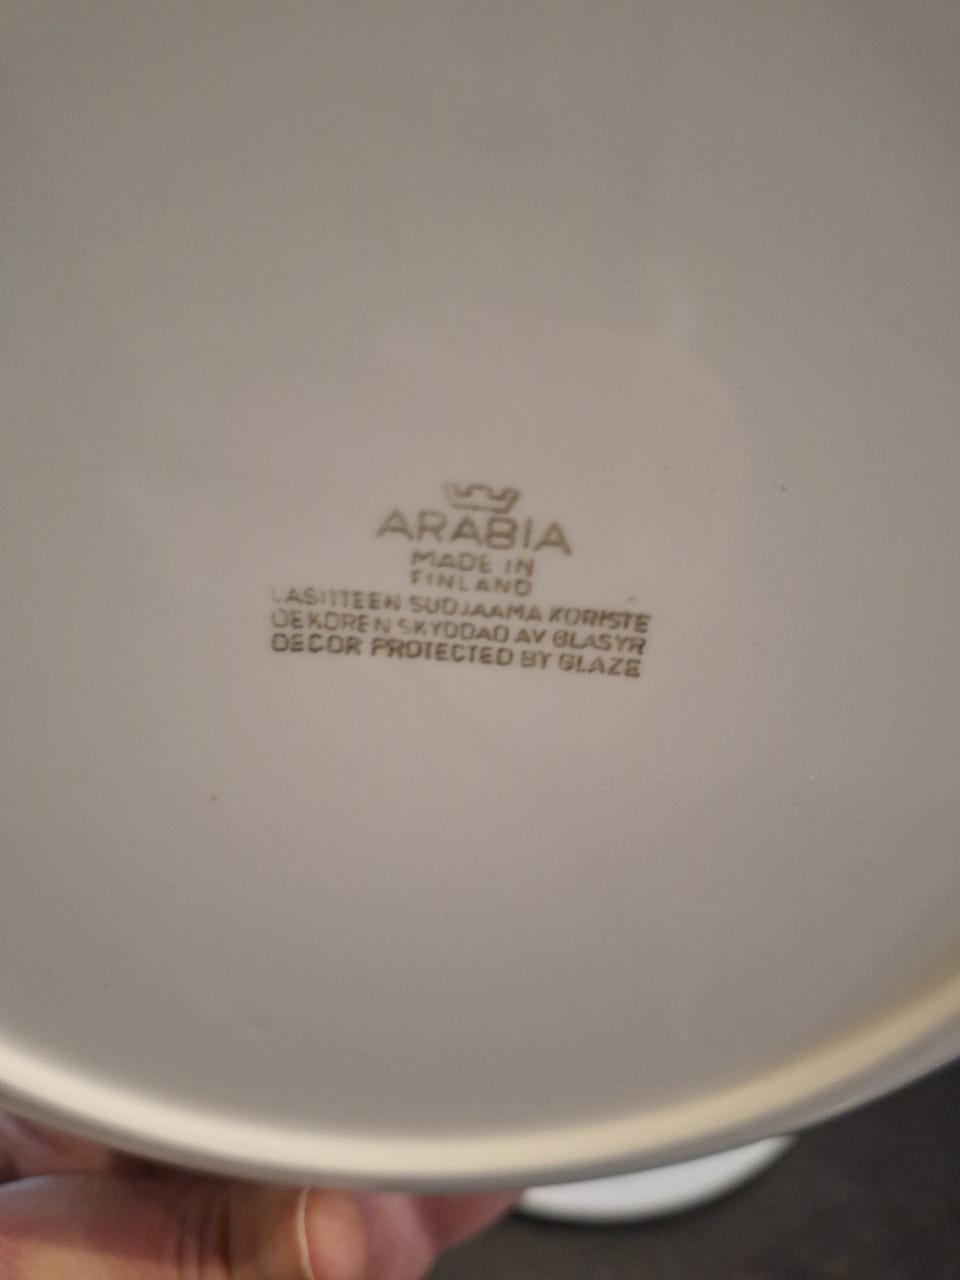 ARABIA
MADE IN
FINLAND
LASITTEEN SUOJAAMA KORISTE
DEKOREN SKYDDAD AV GLASYR
DECOR PROTECTED BY GLAZE